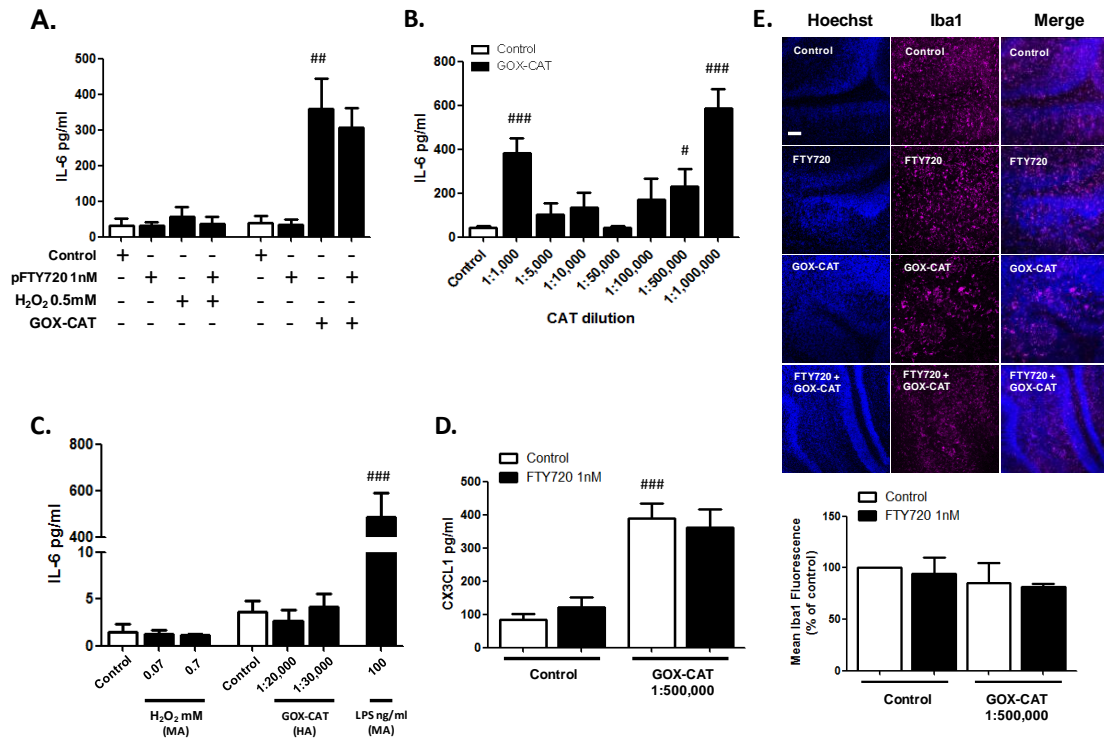 A.
IL-6 pg/ml
500
400
300
200
100
0
##
Control + - - - + - - -
pFTY720 1nM - + - + - + - +
H₂O₂ 0.5mM - - + + - - - -
GOX-CAT - - - - - - + +
B.
Control
GOX-CAT
IL-6 pg/ml
800
600
400
200
0
###
#
###
Control
1:1,000
1:5,000
1:10,000
1:50,000
1:100,000
1:500,000
1:1,000,000
CAT dilution
C.
IL-6 pg/ml
800
600
400
10
5
0
###
Control
0.07
0.7
Control
1:20,000
1:30,000
100
H₂O₂ mM
(MA)
GOX-CAT
(HA)
LPS ng/ml
(MA)
D.
Control
FTY720 1nM
CX3CL1 pg/ml
500
400
300
200
100
0
###
Control
GOX-CAT
1:500,000
E.
Hoechst Iba1 Merge
Control Control Control
FTY720 FTY720 FTY720
GOX-CAT GOX-CAT GOX-CAT
FTY720 + FTY720 + FTY720 +
GOX-CAT GOX-CAT GOX-CAT
Control
FTY720 1nM
Mean Iba1 Fluorescence
(% of control)
150
100
50
0
Control
GOX-CAT
1:500,000